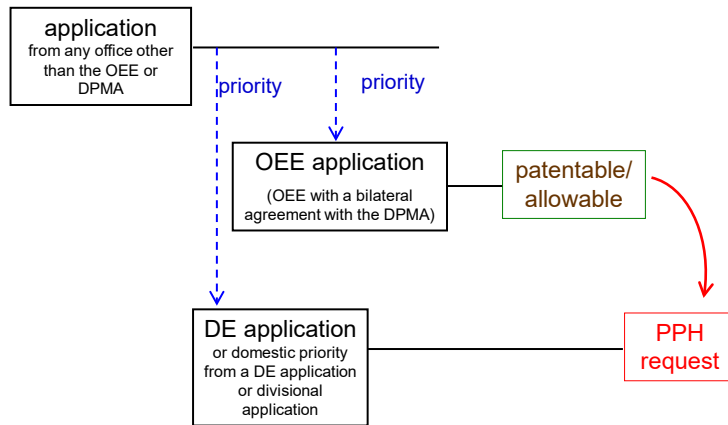 application
from any office other
than the OEE or
DPMA
priority
priority
OEE application
(OEE with a bilateral
agreement with the DPMA)
patentable/
allowable
DE application
or domestic priority
from a DE application
or divisional
application
PPH
request